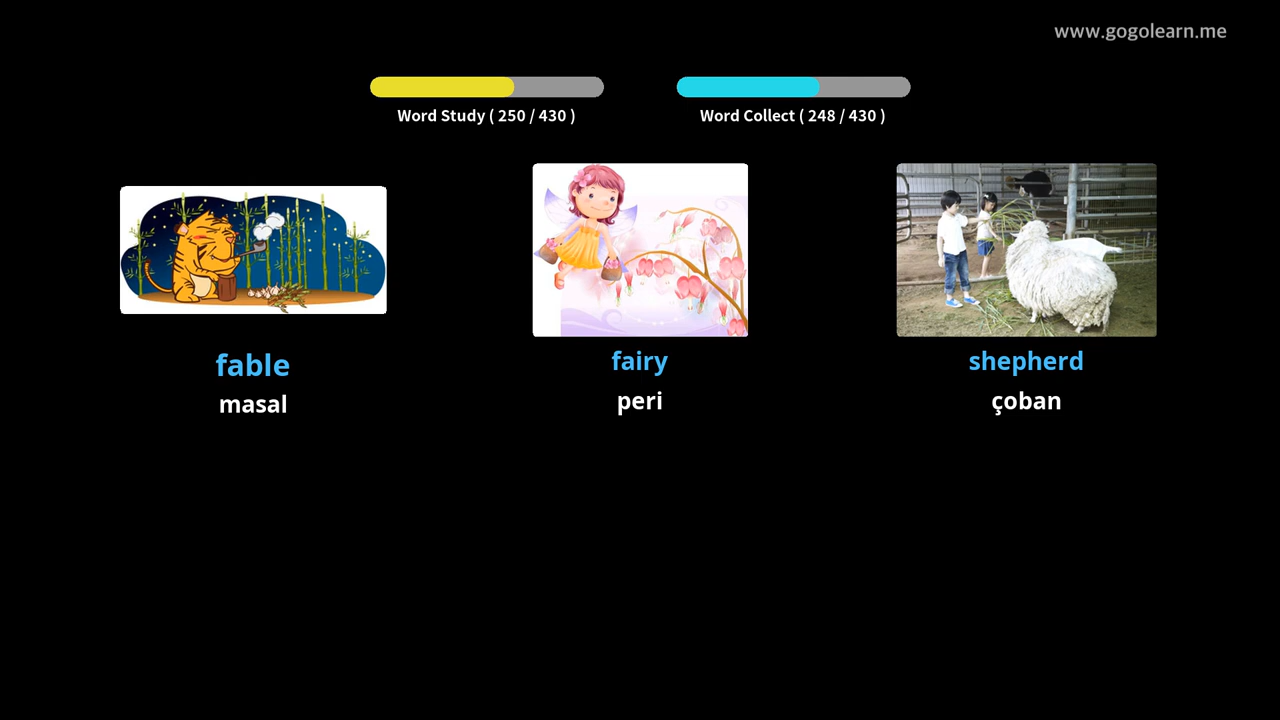 www.gogolearn.me
Word Study ( 250 / 430 )
Word Collect ( 248 / 430 )
fable
masal
fairy
peri
shepherd
çoban